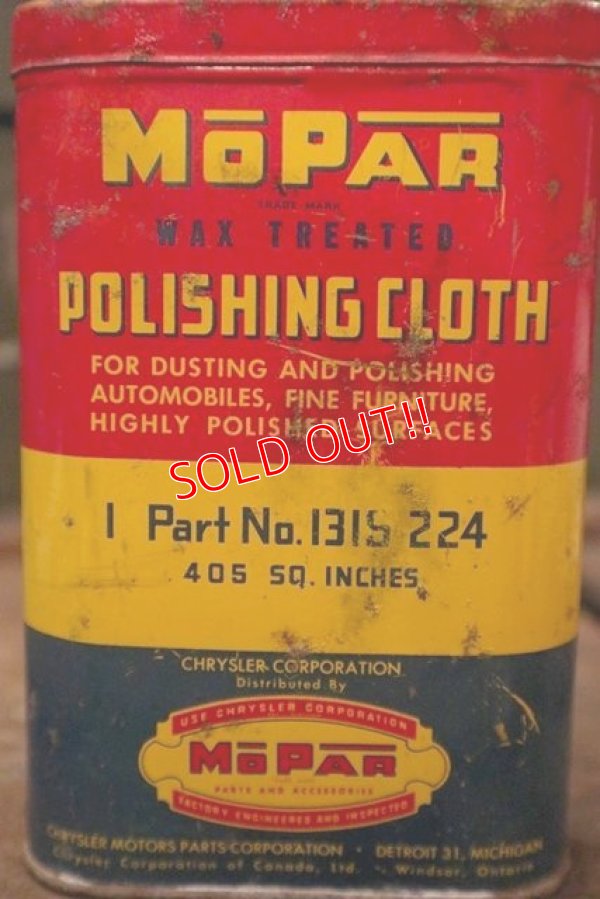 MōPAR
TRADE MARK
WAX TREATED
POLISHING CLOTH
FOR DUSTING AND POLISHING
AUTOMOBILES, FINE FURNITURE,
HIGHLY POLISHED SURFACES
SOLD OUT!!
1 Part No. 1315 224
405 SQ. INCHES
CHRYSLER CORPORATION
Distributed By
USE CHRYSLER CORPORATION
MōPAR
PARTS AND ACCESSORIES
FACTORY ENGINEERED AND INSPECTED
CHRYSLER MOTORS PARTS CORPORATION • DETROIT 31, MICHIGAN
Chrysler Corporation of Canada, Ltd. Windsor, Ontario